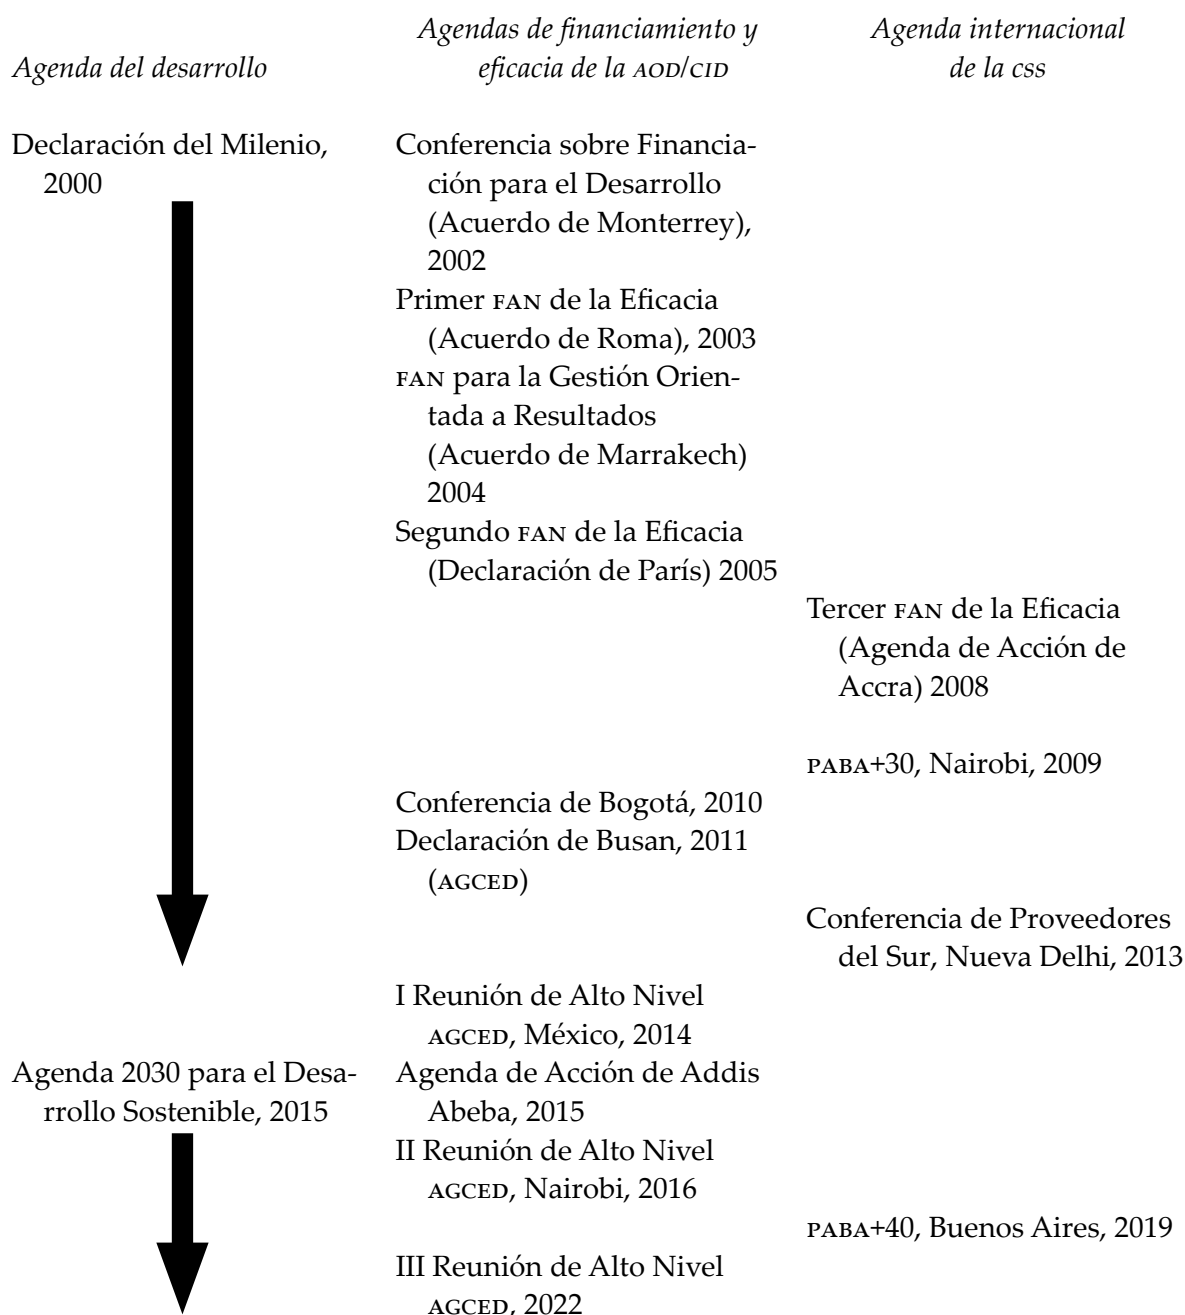 Agendas de financiamiento y
eficacia de la AOD/CID
Agenda internacional
de la CSS
Agenda del desarrollo
Declaración del Milenio,
2000
Conferencia sobre Financia-
ción para el Desarrollo
(Acuerdo de Monterrey),
2002
Primer FAN de la Eficacia
(Acuerdo de Roma), 2003
FAN para la Gestión Orien-
tada a Resultados
(Acuerdo de Marrakech)
2004
Segundo FAN de la Eficacia
(Declaración de París) 2005
Tercer FAN de la Eficacia
(Agenda de Acción de
Accra) 2008
PABA+30, Nairobi, 2009
Conferencia de Bogotá, 2010
Declaración de Busan, 2011
(AGCED)
Conferencia de Proveedores
del Sur, Nueva Delhi, 2013
I Reunión de Alto Nivel
AGCED, México, 2014
Agenda 2030 para el Desa-
rrollo Sostenible, 2015
Agenda de Acción de Addis
Abeba, 2015
II Reunión de Alto Nivel
AGCED, Nairobi, 2016
PABA+40, Buenos Aires, 2019
III Reunión de Alto Nivel
AGCED, 2022